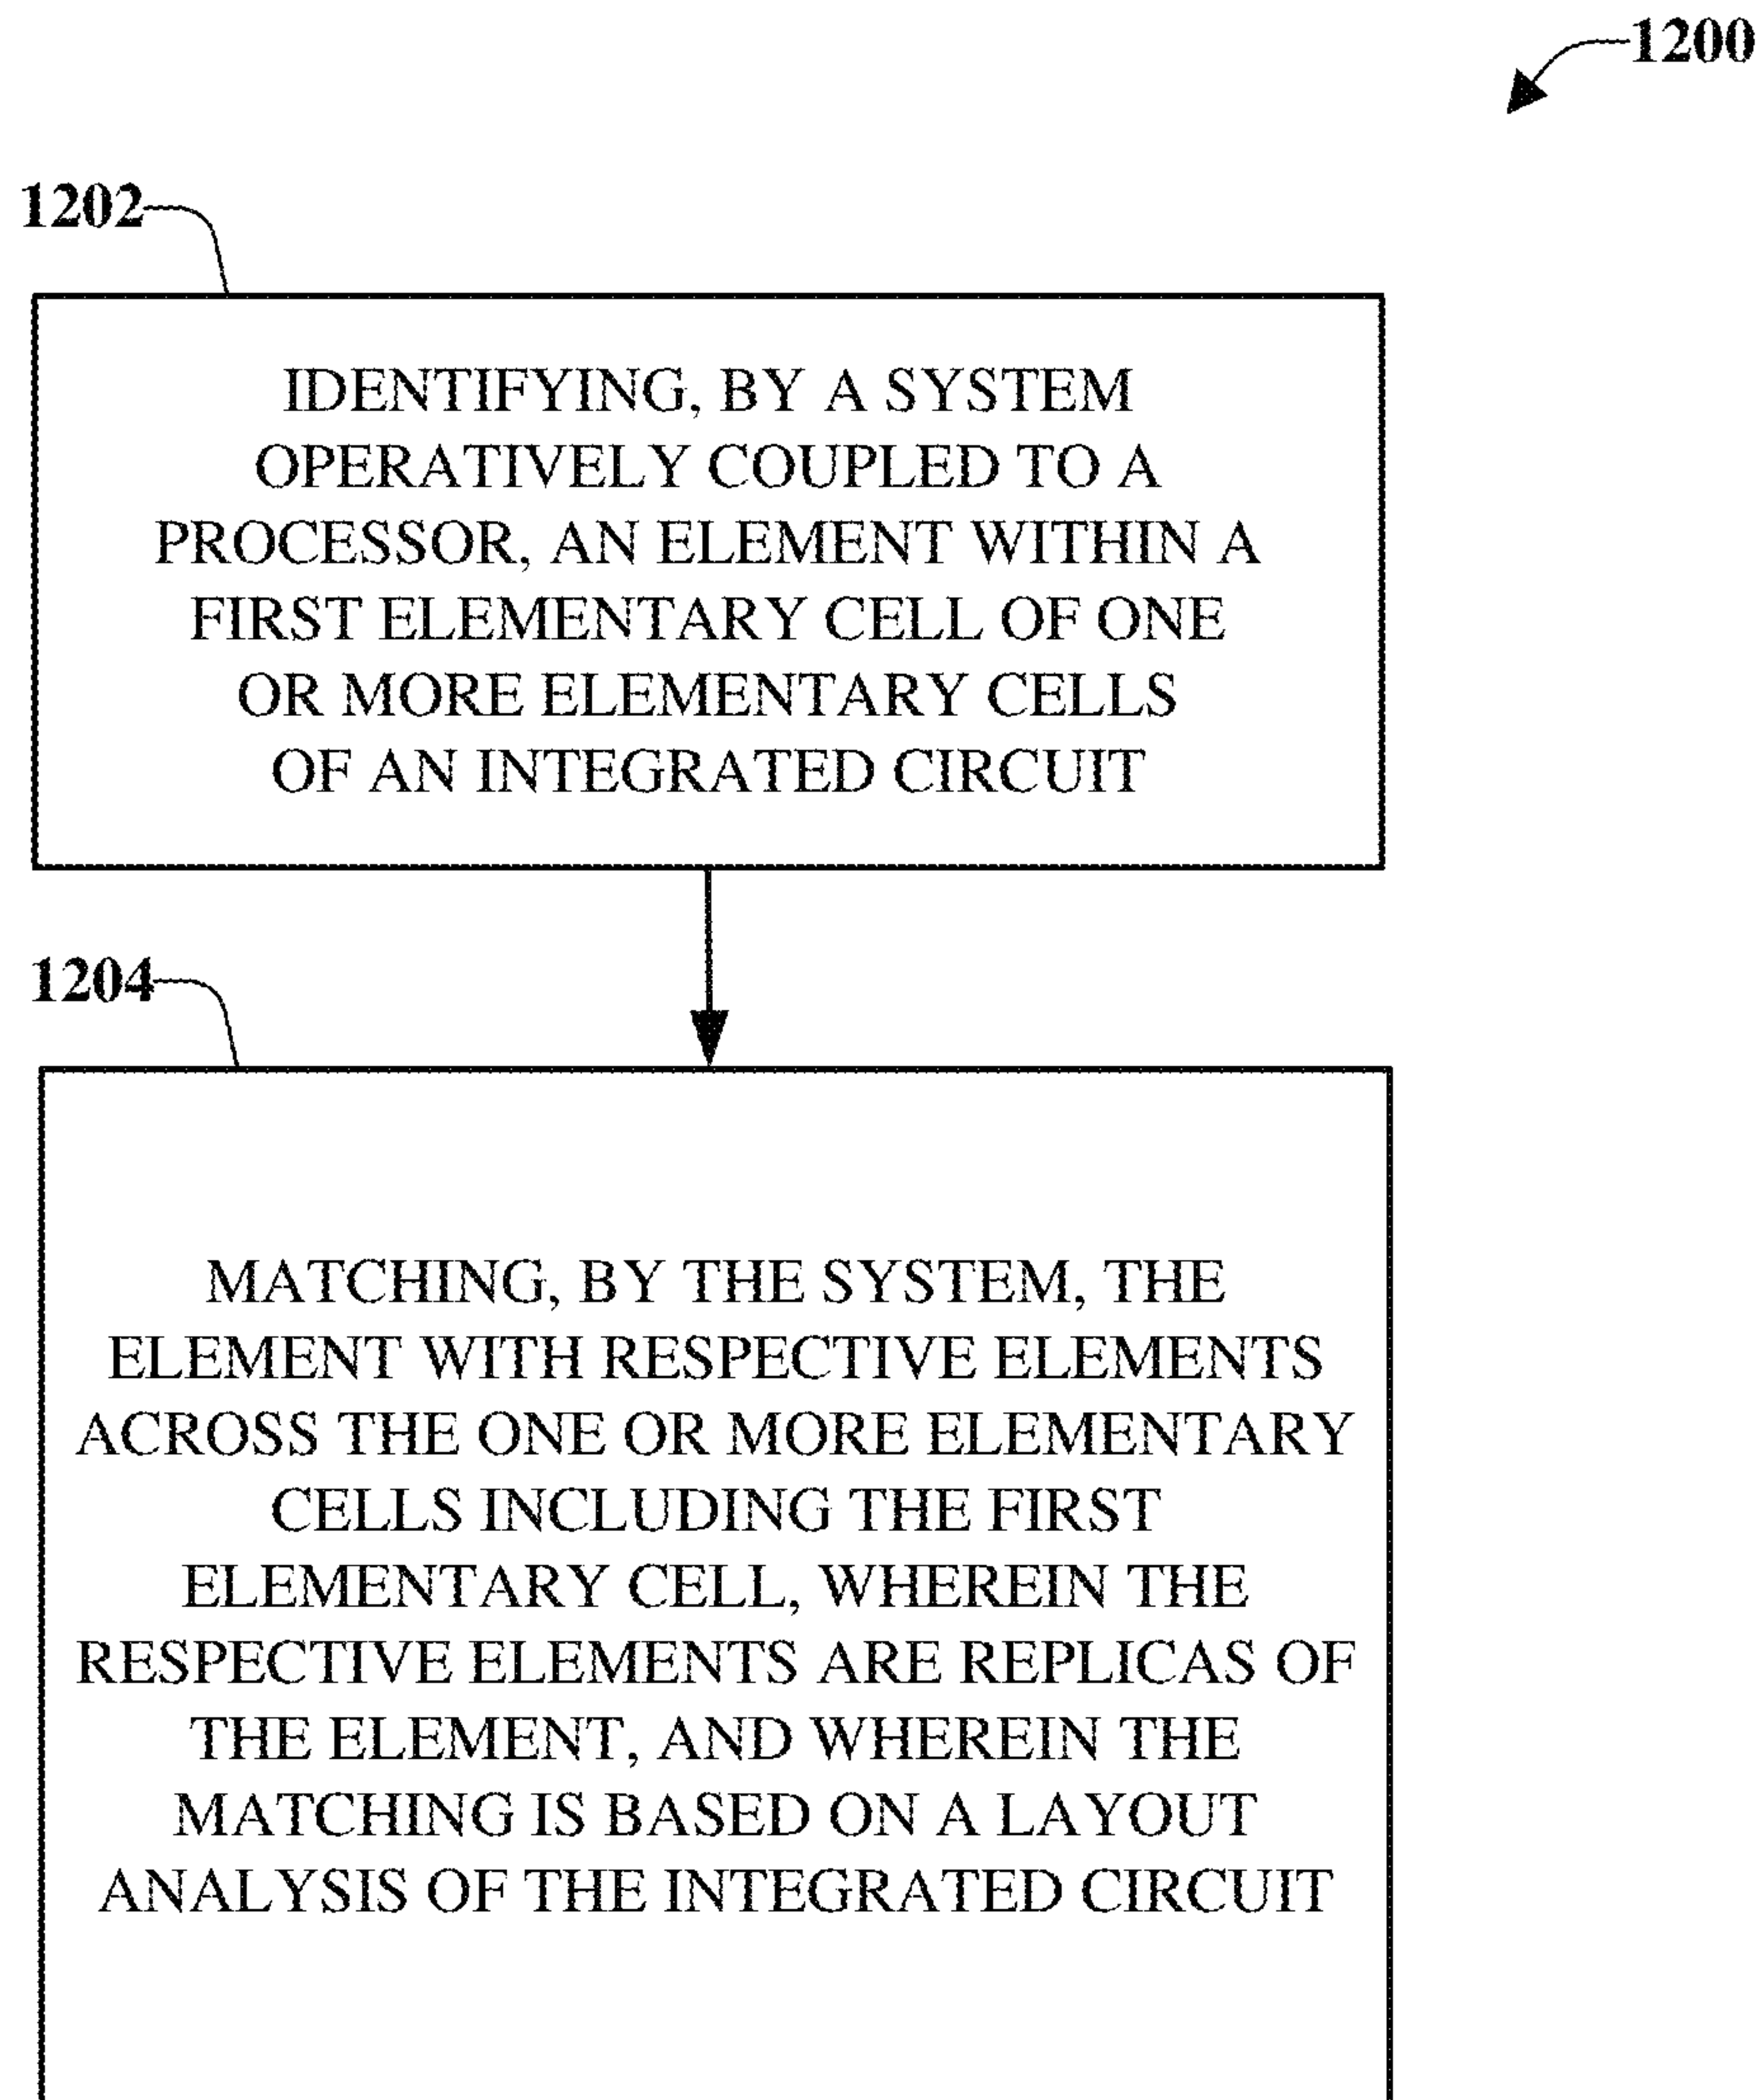 1200
1202
IDENTIFYING, BY A SYSTEM
OPERATIVELY COUPLED TO A
PROCESSOR, AN ELEMENT WITHIN A
FIRST ELEMENTARY CELL OF ONE
OR MORE ELEMENTARY CELLS
OF AN INTEGRATED CIRCUIT
1204
MATCHING, BY THE SYSTEM, THE
ELEMENT WITH RESPECTIVE ELEMENTS
ACROSS THE ONE OR MORE ELEMENTARY
CELLS INCLUDING THE FIRST
ELEMENTARY CELL, WHEREIN THE
RESPECTIVE ELEMENTS ARE REPLICAS OF
THE ELEMENT, AND WHEREIN THE
MATCHING IS BASED ON A LAYOUT
ANALYSIS OF THE INTEGRATED CIRCUIT